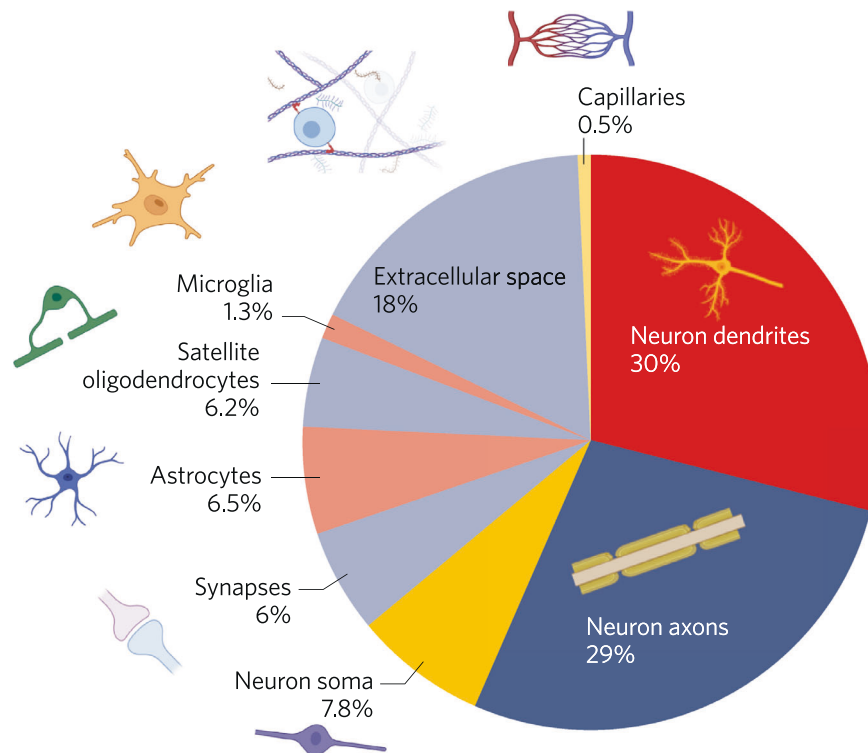 Capillaries
0.5%
Neuron dendrites
30%
Neuron axons
29%
Neuron soma
7.8%
Synapses
6%
Astrocytes
6.5%
Satellite
oligodendrocytes
6.2%
Microglia
1.3%
Extracellular space
18%